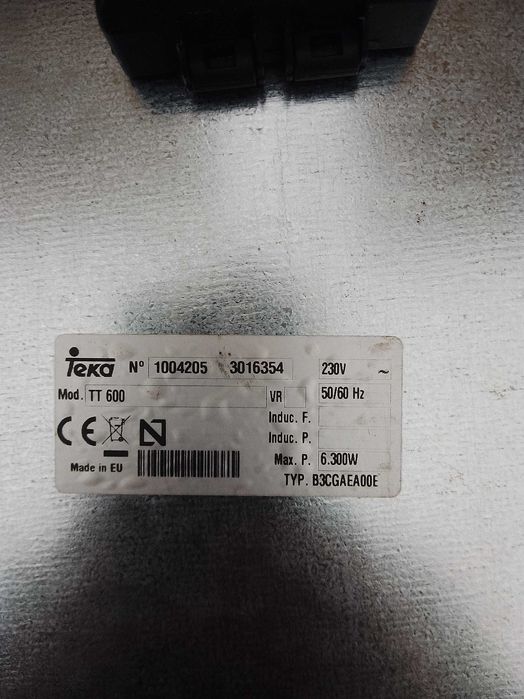 Teka Nº 1004205 3016354 230V ~
Mod. TT 600 VR 50/60 Hz
Induc. F.
Induc. P.
Max. P. 6.300W
Made in EU
TYP. B3CGAEA00E